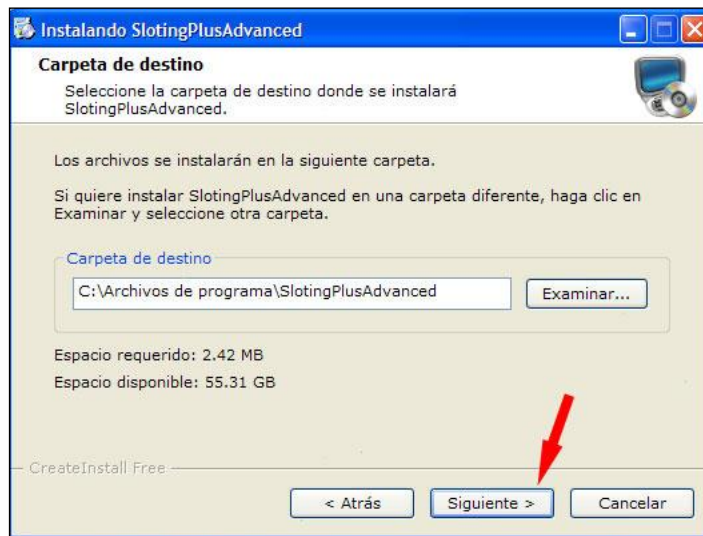 Instalando SlotingPlusAdvanced
Carpeta de destino
Seleccione la carpeta de destino donde se instalará
SlotingPlusAdvanced.
Los archivos se instalarán en la siguiente carpeta.
Si quiere instalar SlotingPlusAdvanced en una carpeta diferente, haga clic en
Examinar y seleccione otra carpeta.
Carpeta de destino
C:\Archivos de programa\SlotingPlusAdvanced
Examinar...
Espacio requerido: 2.42 MB
Espacio disponible: 55.31 GB
CreateInstall Free
< Atrás
Siguiente >
Cancelar